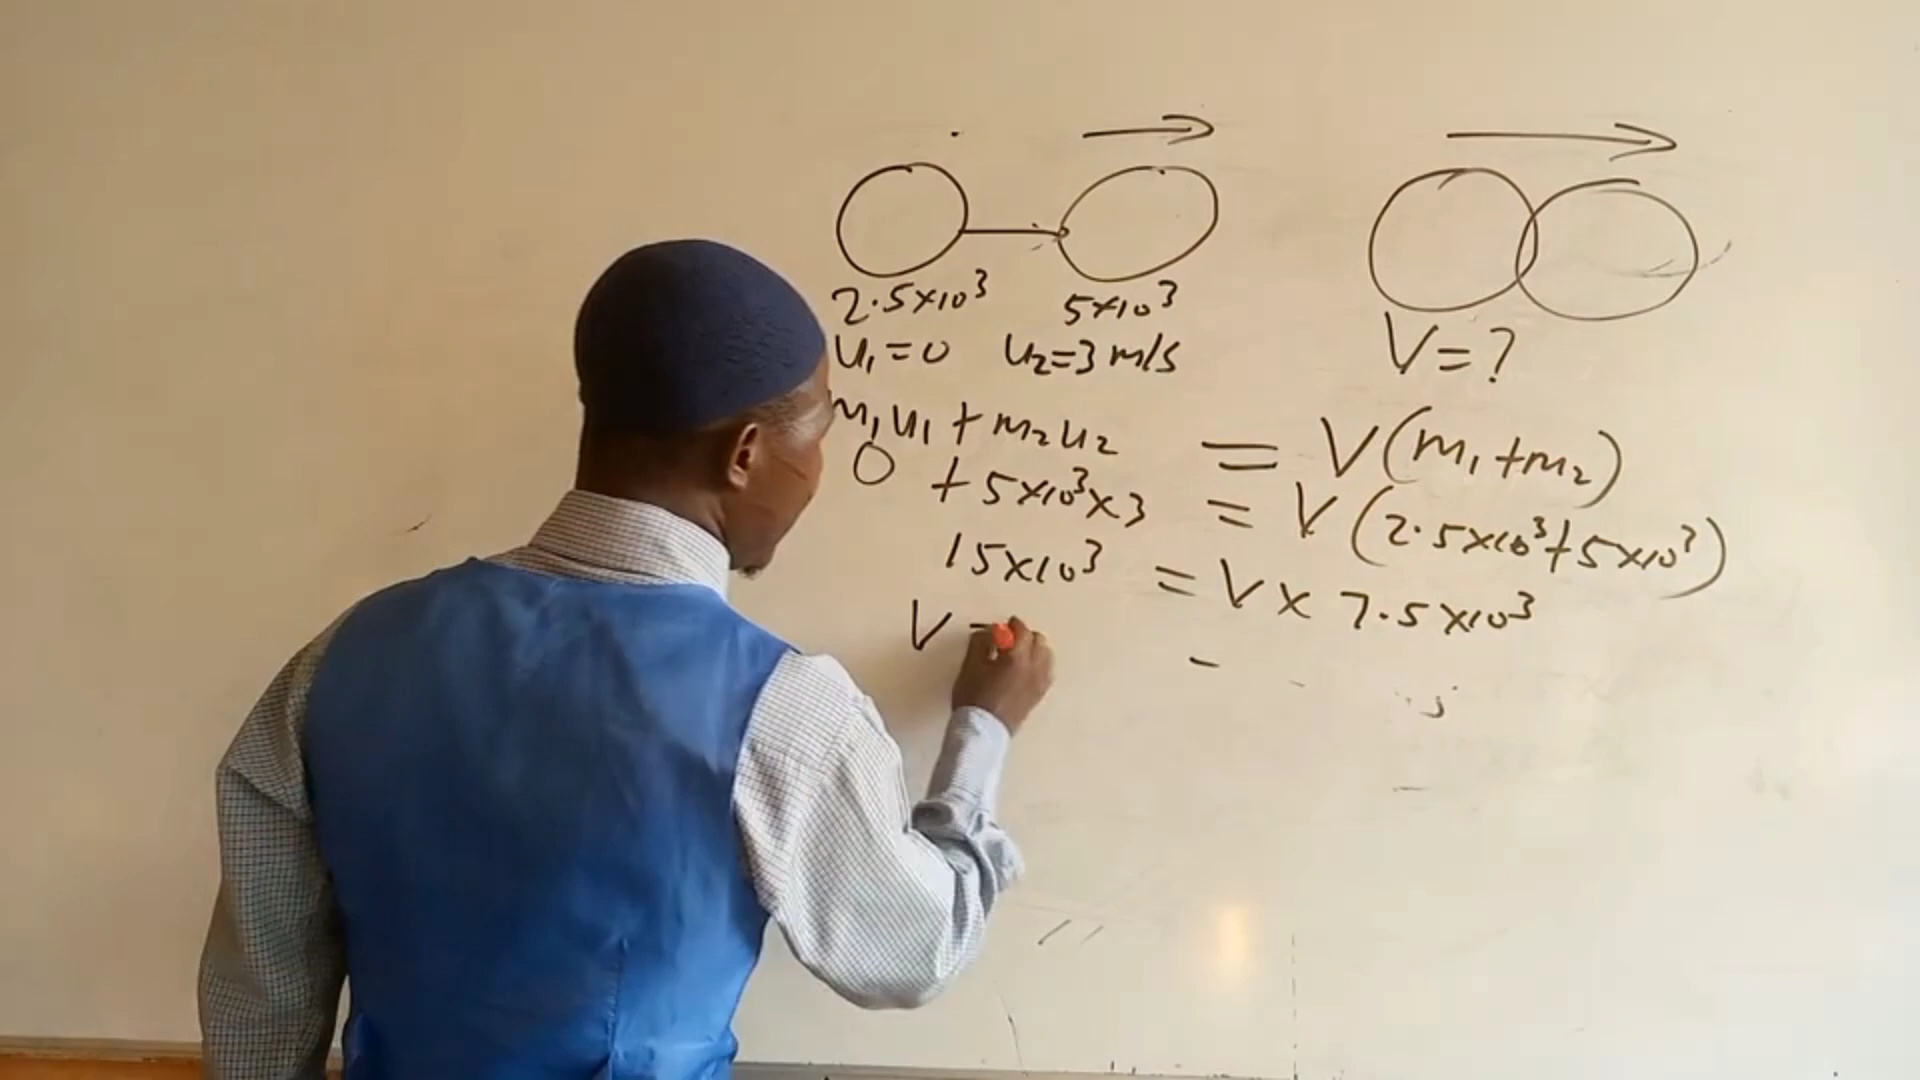 2.5×10³ 5×10³
U₁=0 U₂=3 m/s V=?
m₁u₁ + m₂u₂ = V(m₁+m₂)
0 + 5×10³×3 = V(2.5×10³+5×10³)
15×10³ = V × 7.5×10³
V =